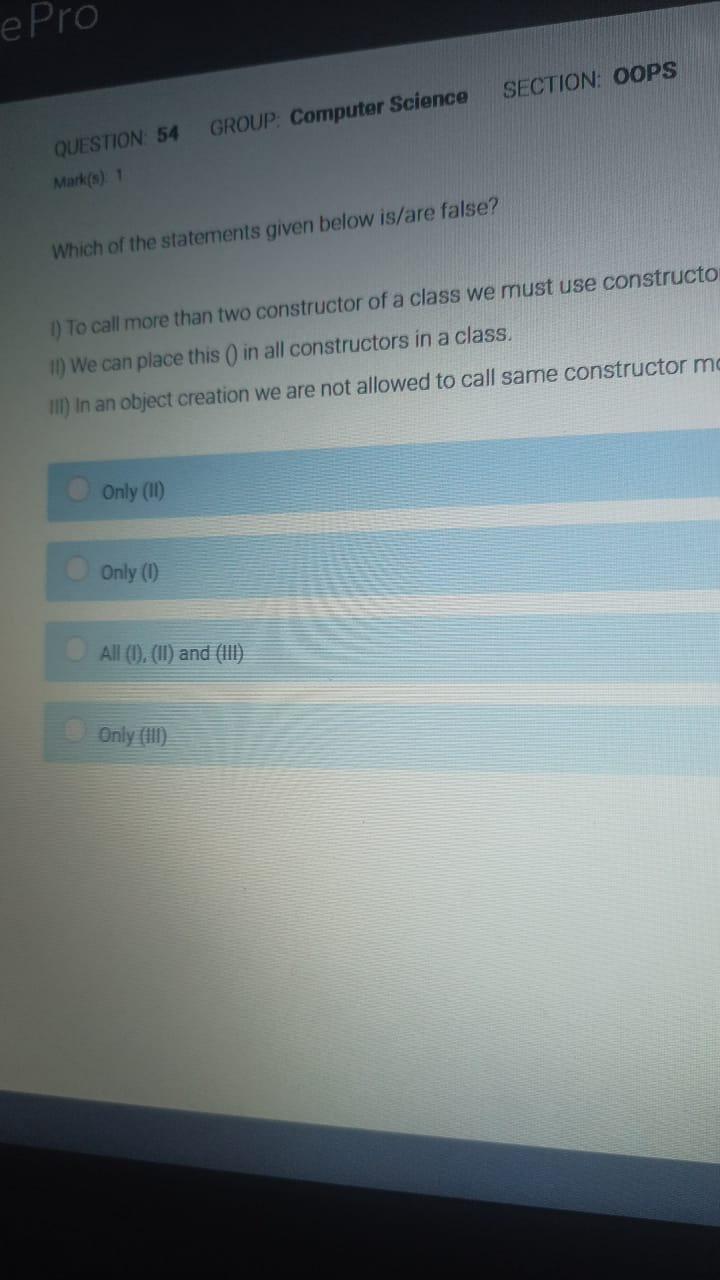 ePro
QUESTION: 54 GROUP: Computer Science SECTION: OOPS
Mark(s): 1
Which of the statements given below is/are false?
I) To call more than two constructor of a class we must use constructo
II) We can place this () in all constructors in a class.
III) In an object creation we are not allowed to call same constructor mo
Only (II)
Only (I)
All (I), (II) and (III)
Only (III)